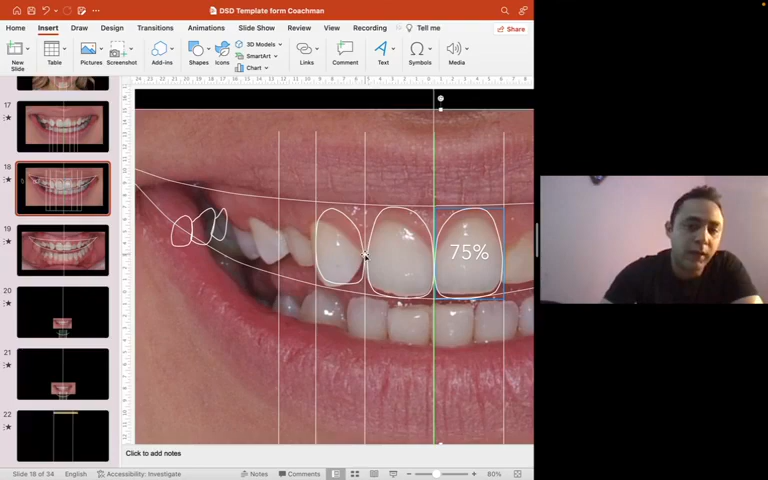 DSD Template form Coachman
Home Insert Draw Design Transitions Animations Slide Show Review View Recording Tell me Share
New Slide Table Pictures Screenshot Add-ins Shapes Icons 3D Models SmartArt Chart Links Comment Text Symbols Media
17
18
19
20
21
22
75%
Click to add notes
Slide 18 of 34 English Accessibility: Investigate Notes Comments 80%